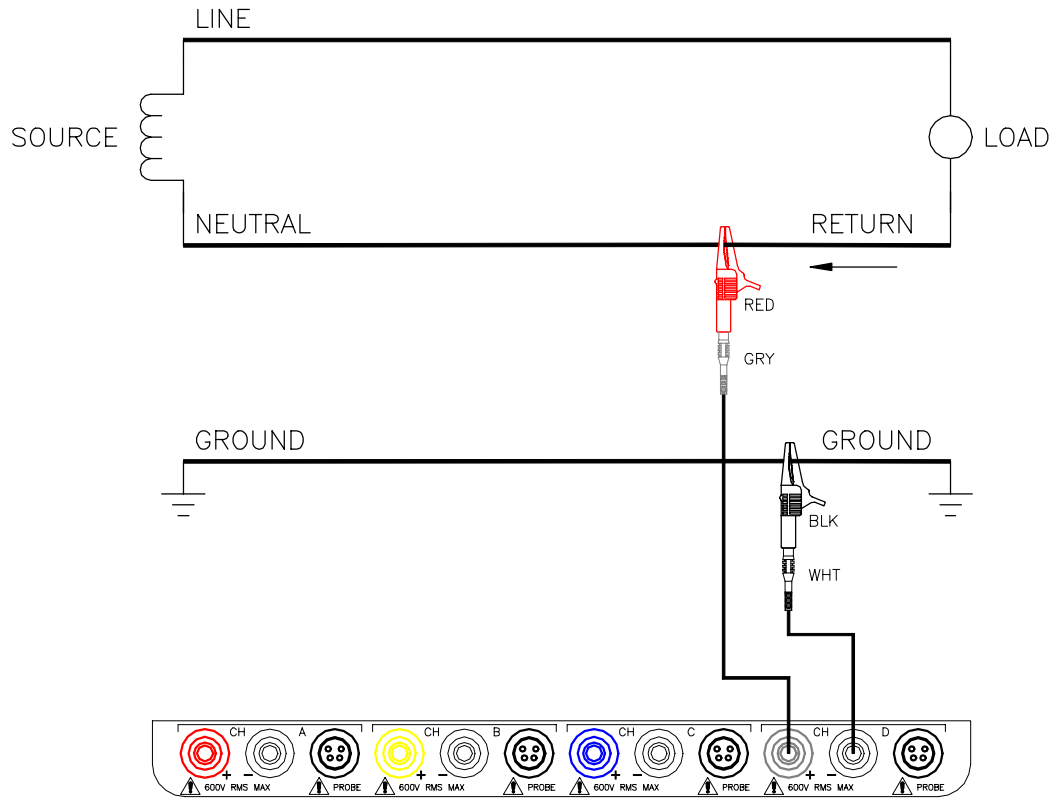 LINE
SOURCE
LOAD
NEUTRAL RETURN
RED
GRY
GROUND GROUND
BLK
WHT
CH A CH B CH C CH D
+ − + − + − + −
! 600V RMS MAX ! PROBE ! 600V RMS MAX ! PROBE ! 600V RMS MAX ! PROBE ! 600V RMS MAX ! PROBE